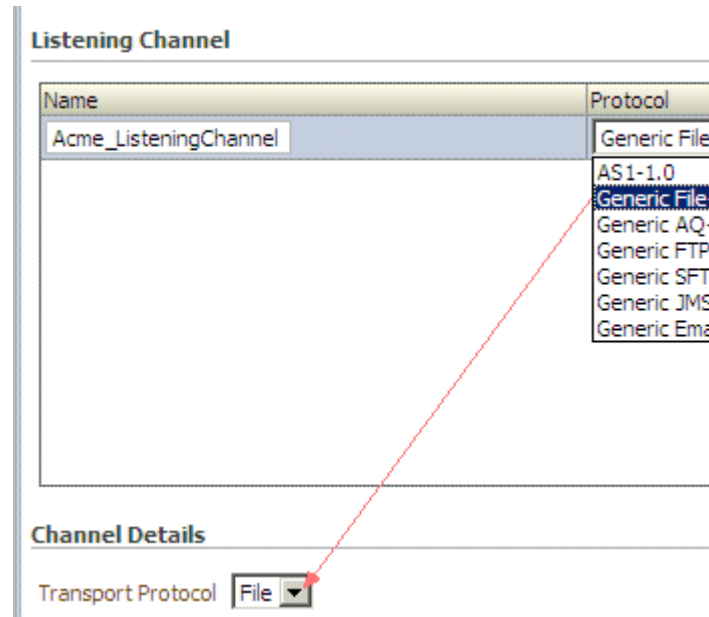 Listening Channel
Name Protocol
Acme_ListeningChannel Generic File
AS1-1.0
Generic File
Generic AQ-
Generic FTP
Generic SFT
Generic JMS
Generic Ema
Channel Details
Transport Protocol File